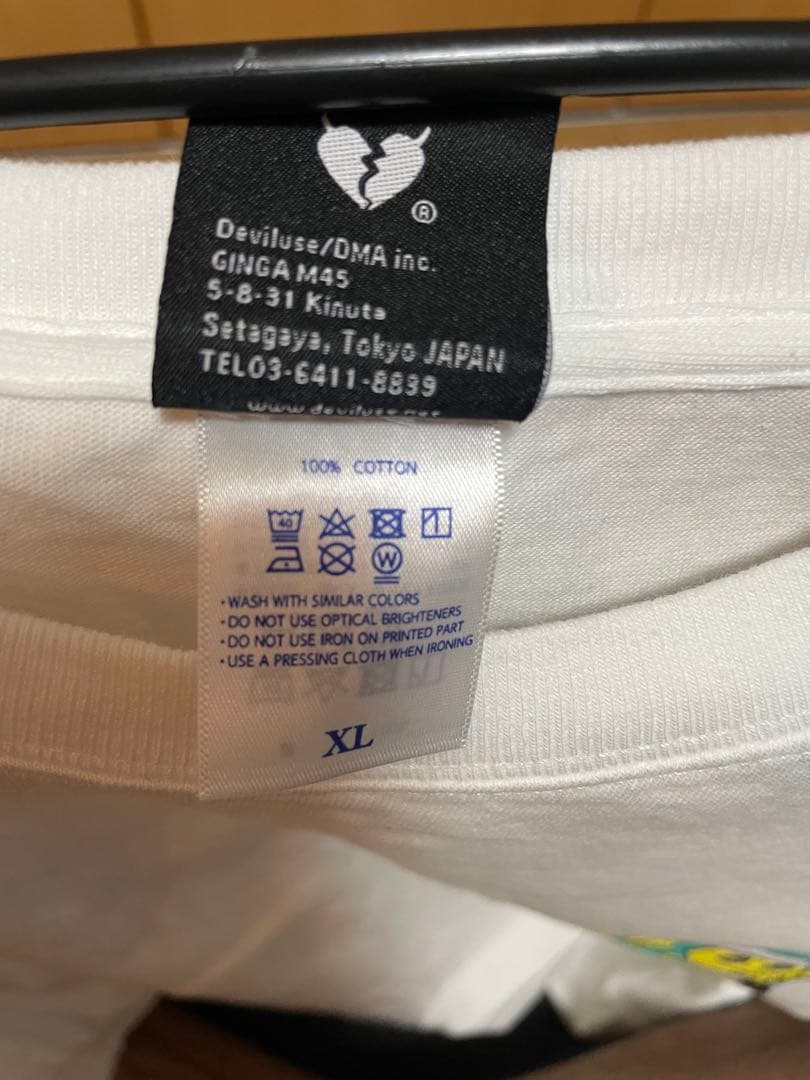 ®
Deviluse/DMA inc.
GINGA M45
5-8-31 Kinuta
Setagaya, Tokyo JAPAN
TEL03-6411-8839
100% COTTON
40
W
・WASH WITH SIMILAR COLORS
・DO NOT USE OPTICAL BRIGHTENERS
・DO NOT USE IRON ON PRINTED PART
・USE A PRESSING CLOTH WHEN IRONING
XL